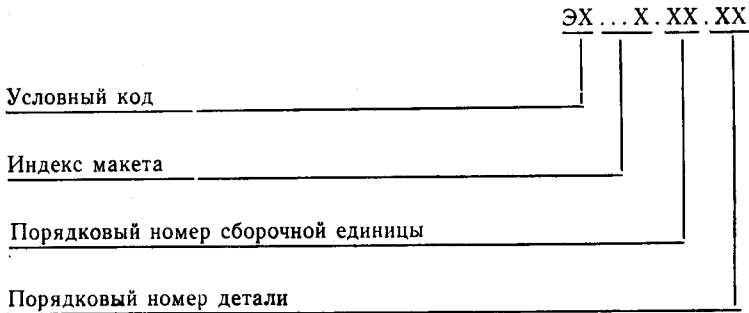 ЭХ...Х.ХХ.ХХ
Условный код
Индекс макета
Порядковый номер сборочной единицы
Порядковый номер детали